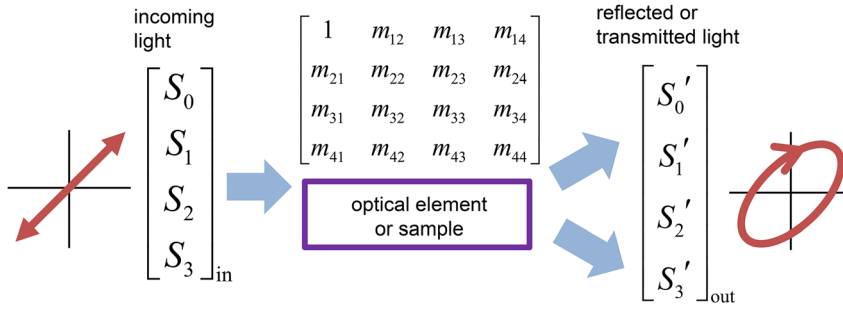 incoming
light
reflected or
transmitted light
1 m₁₂ m₁₃ m₁₄
m₂₁ m₂₂ m₂₃ m₂₄
m₃₁ m₃₂ m₃₃ m₃₄
m₄₁ m₄₂ m₄₃ m₄₄
S₀
S₁
S₂
S₃
in
optical element
or sample
S₀′
S₁′
S₂′
S₃′
out